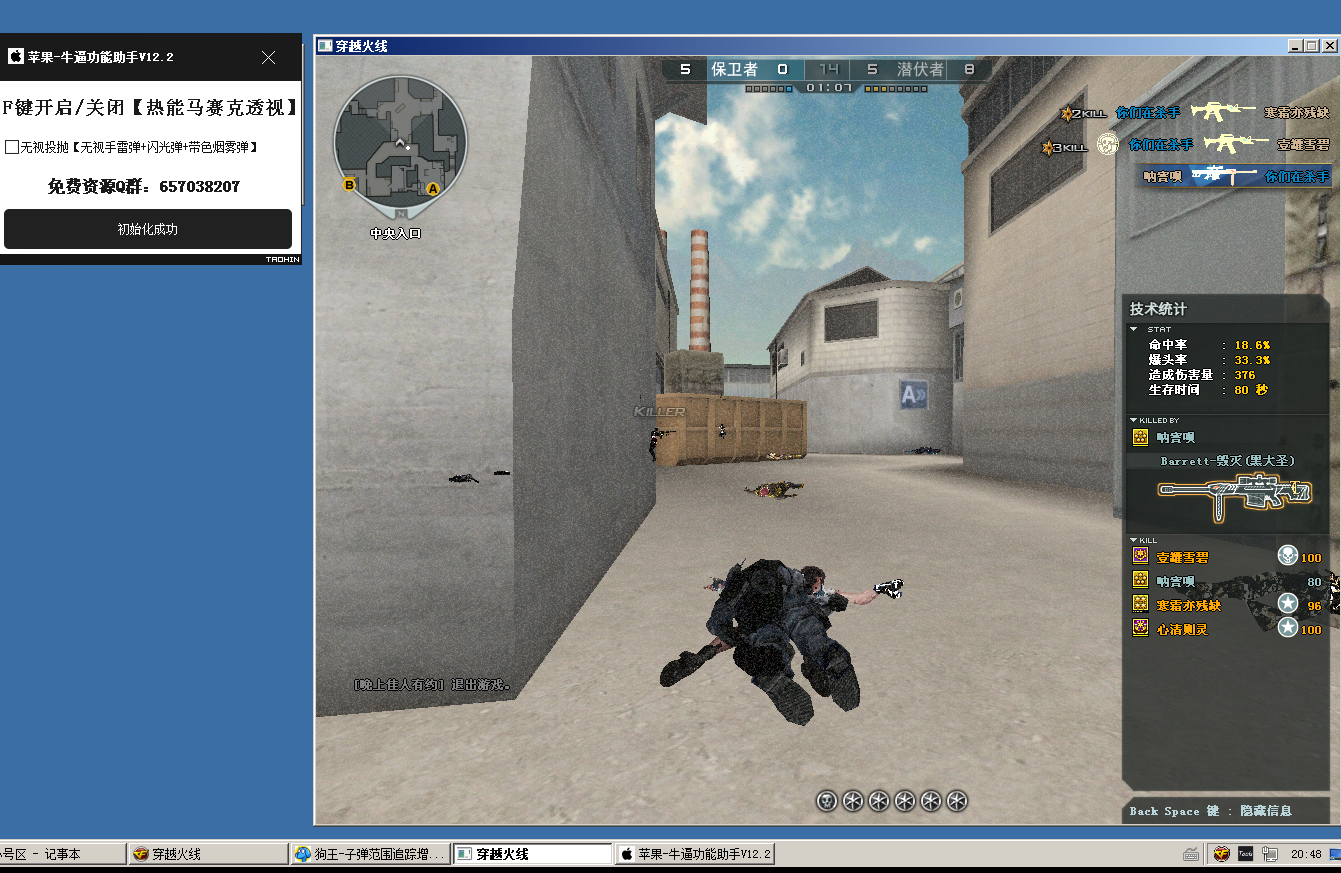 苹果-牛逼功能助手V12.2
F键开启/关闭【热能马赛克透视】
无视投抛【无视手雷弹+闪光弹+带色烟雾弹】
免费资源Q群：657038207
初始化成功
TAOHIN
穿越火线
5 保卫者 0 14 5 潜伏者 8
01:07
B
A
N
中央入口
2KILL 你们在杀手 寒霜亦残缺
3KILL 你们在杀手 壹罐雪碧
呐宮呗 你们在杀手
KILLER
A
[晚上佳人有约] 退出游戏。
技术统计
STAT
命中率 : 18.6%
爆头率 : 33.3%
造成伤害量 : 376
生存时间 : 80 秒
KILLED BY
呐宮呗
Barrett-毁灭(黑大圣)
KILL
壹罐雪碧 100
呐宮呗 80
寒霜亦残缺 96
心清则灵 100
Back Space 键 : 隐藏信息
号区 - 记事本
穿越火线
狗王-子弹范围追踪增...
穿越火线
苹果-牛逼功能助手V12.2
20:48